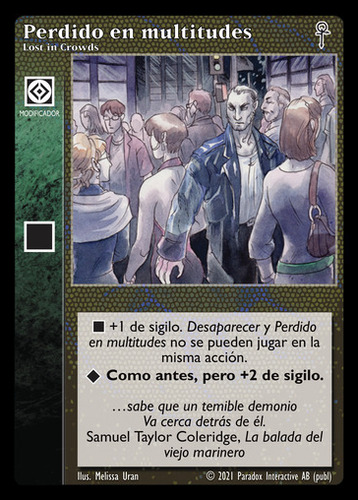 Perdido en multitudes
Lost in Crowds
MODIFICADOR
+1 de sigilo. Desaparecer y Perdido
en multitudes no se pueden jugar en la
misma acción.
Como antes, pero +2 de sigilo.
…sabe que un temible demonio
Va cerca detrás de él.
Samuel Taylor Coleridge, La balada del
viejo marinero
Ilus. Melissa Uran
© 2021 Paradox Interactive AB (publ)